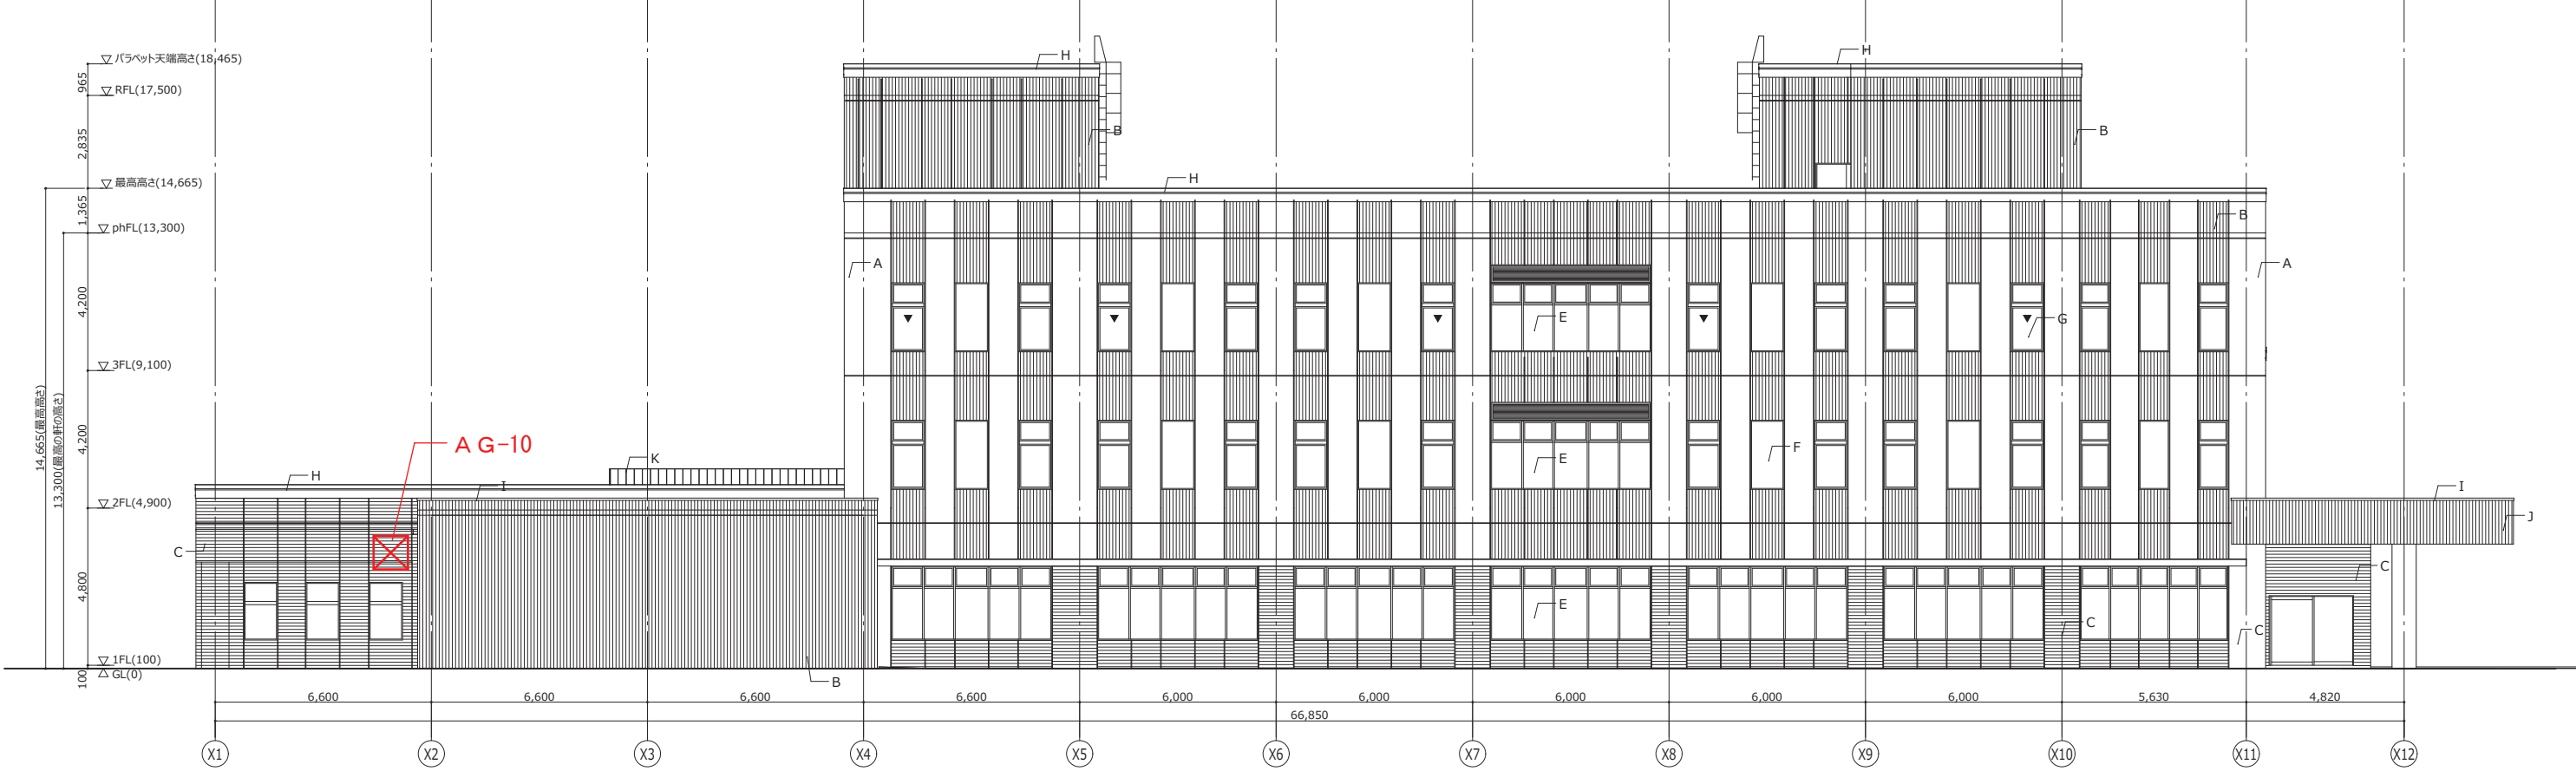 パラペット天端高さ(18,465)
H
H
965
RFL(17,500)
2,835
B
B
最高高さ(14,665)
H
1,365
B
phFL(13,300)
A
A
4,200
E
G
3FL(9,100)
14,665(最高高さ)
13,300(最高の軒の高さ)
4,200
AG-10
F
K
E
H
I
I
2FL(4,900)
J
C
C
4,800
E
C
C
1FL(100)
GL(0)
100
B
6,600
6,600
6,600
6,600
6,000
6,000
6,000
6,000
6,000
5,630
4,820
66,850
X1
X2
X3
X4
X5
X6
X7
X8
X9
X10
X11
X12